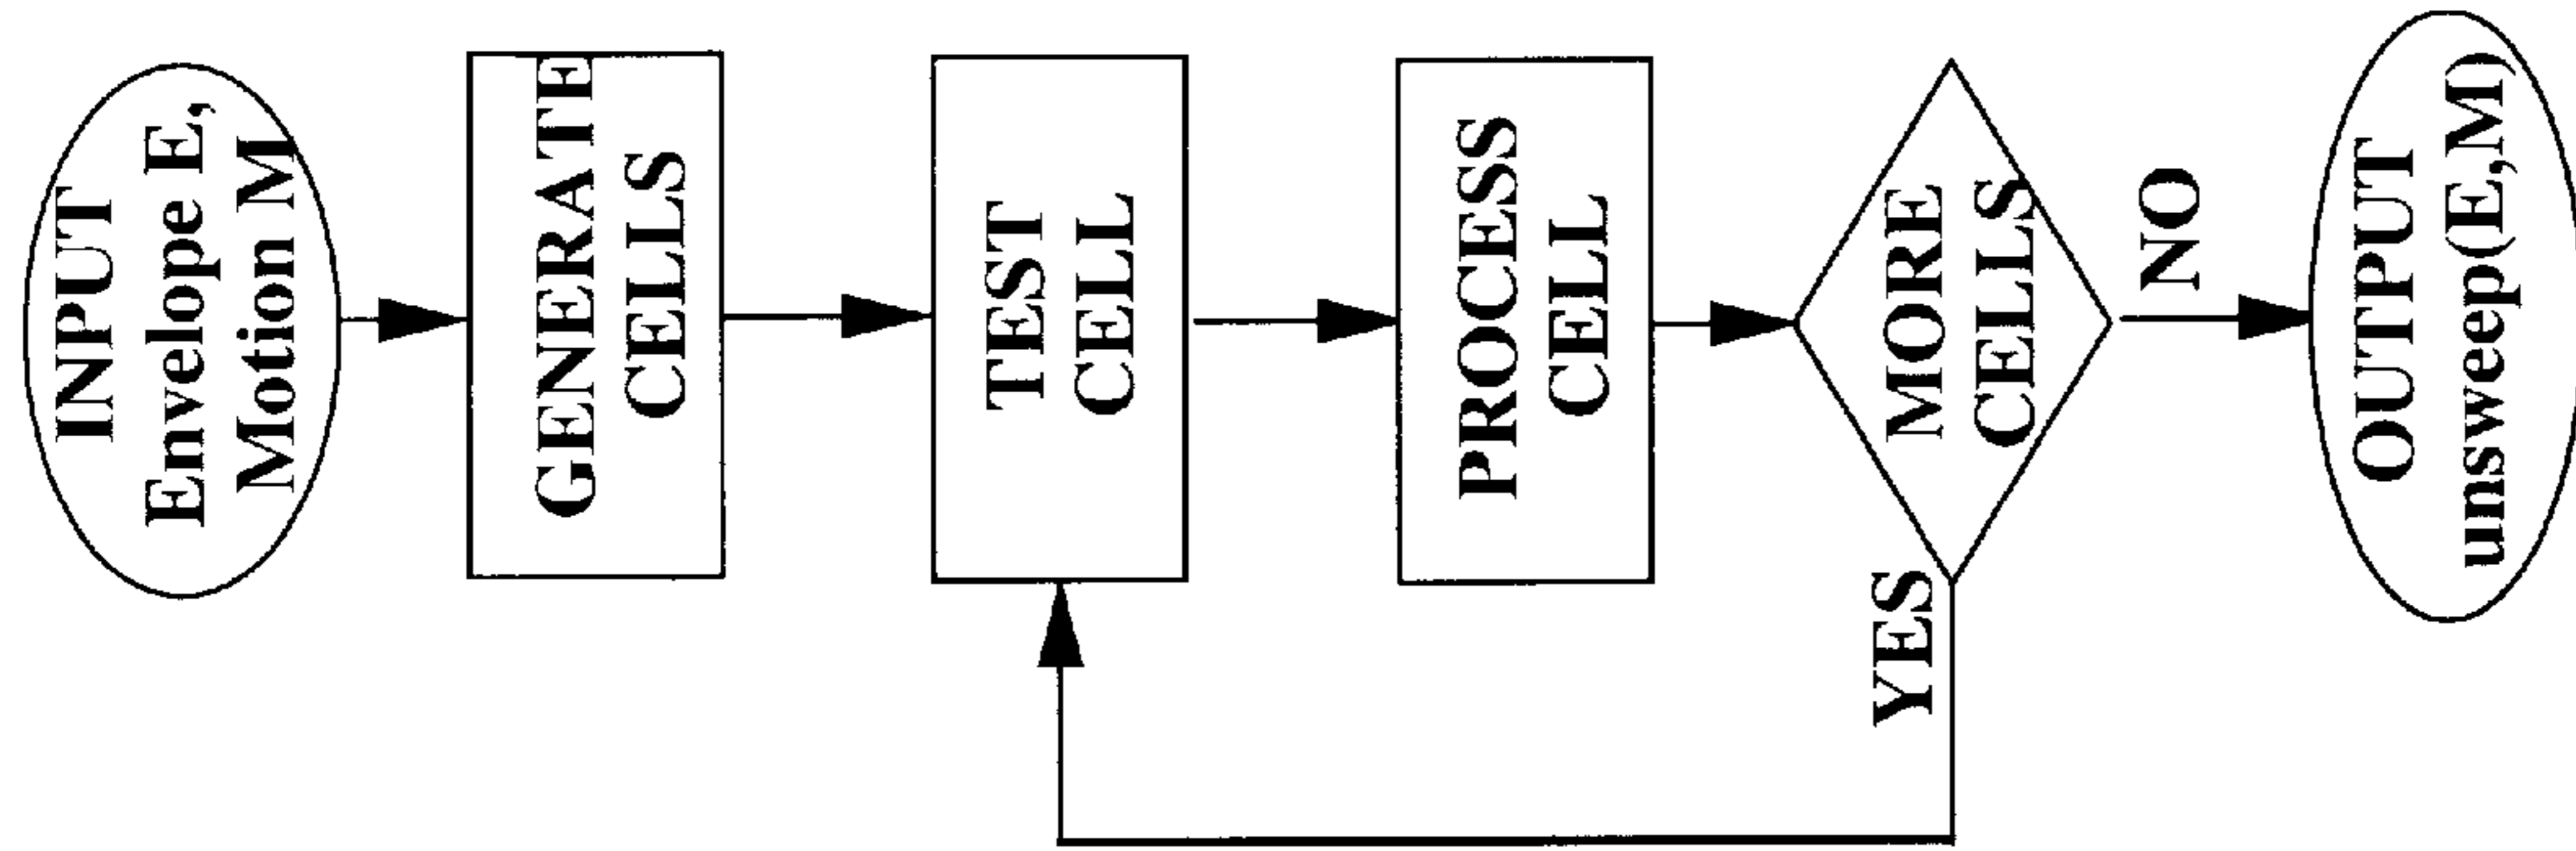 INPUT
Envelope E,
Motion M
GENERATE
CELLS
TEST
CELL
PROCESS
CELL
MORE
CELLS
YES
NO
OUTPUT
unsweep(E,M)